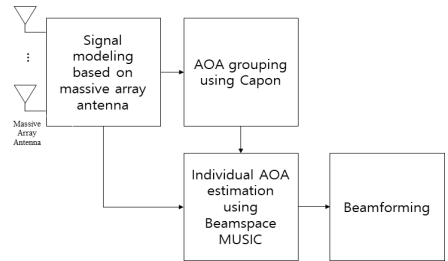 Signal
modeling
based on
massive array
antenna
AOA grouping
using Capon
...
Massive
Array
Antenna
Individual AOA
estimation
using
Beamspace
MUSIC
Beamforming